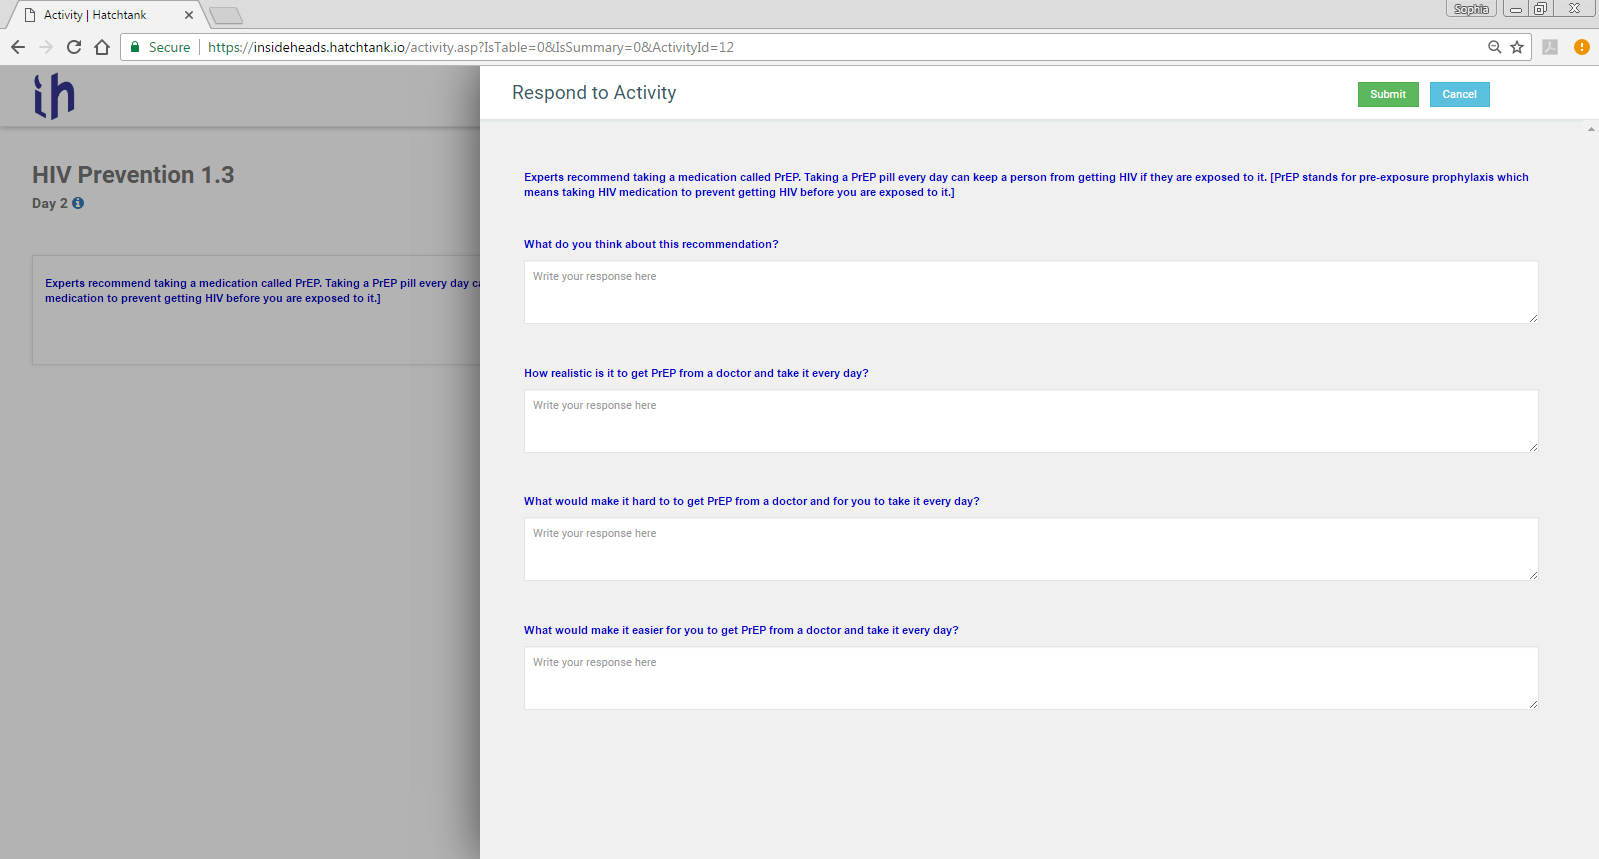 Activity | Hatchtank
Sophia
Secure
https://insideheads.hatchtank.io/activity.asp?IsTable=0&IsSummary=0&ActivityId=12
ih
Respond to Activity
Submit
Cancel
HIV Prevention 1.3
Day 2
Experts recommend taking a medication called PrEP. Taking a PrEP pill every day ca
medication to prevent getting HIV before you are exposed to it.]
Experts recommend taking a medication called PrEP. Taking a PrEP pill every day can keep a person from getting HIV if they are exposed to it. [PrEP stands for pre-exposure prophylaxis which
means taking HIV medication to prevent getting HIV before you are exposed to it.]
What do you think about this recommendation?
Write your response here
How realistic is it to get PrEP from a doctor and take it every day?
Write your response here
What would make it hard to to get PrEP from a doctor and for you to take it every day?
Write your response here
What would make it easier for you to get PrEP from a doctor and take it every day?
Write your response here